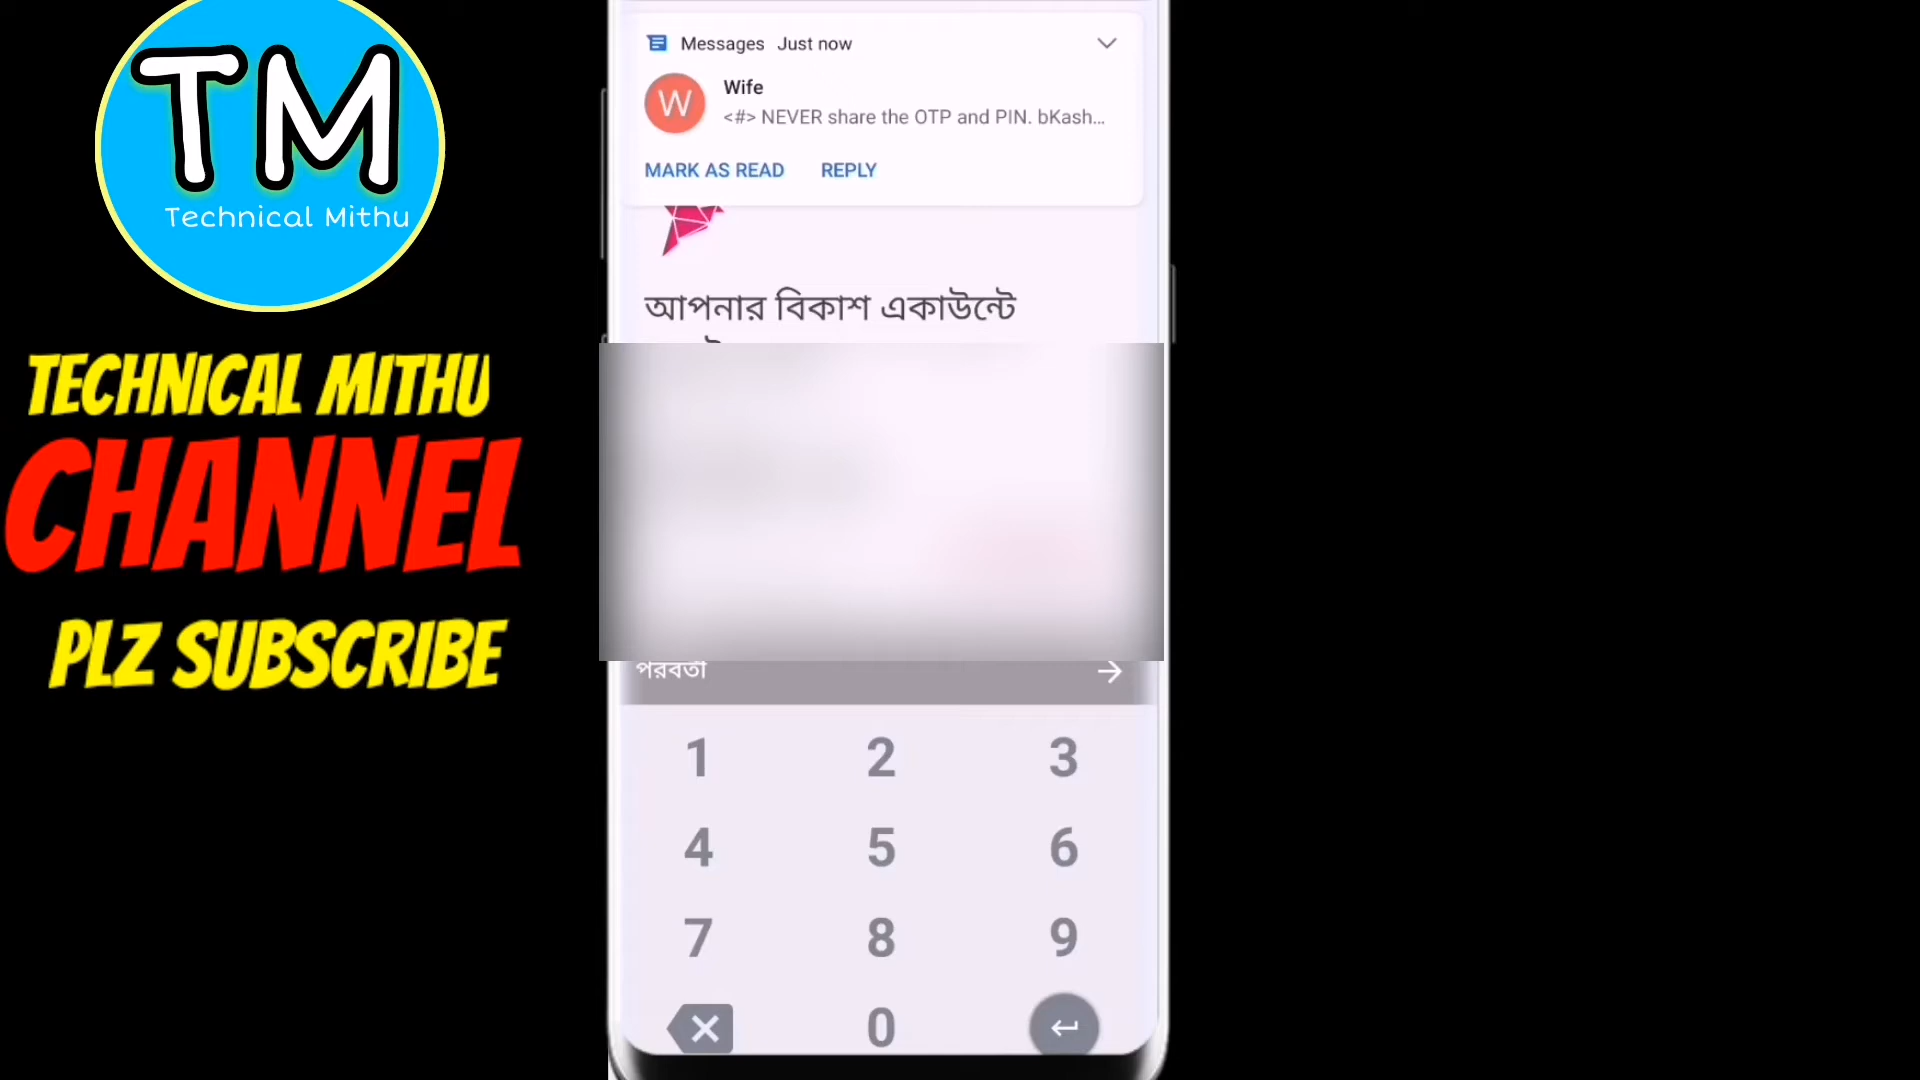 TM
Technical Mithu
TECHNICAL MITHU
CHANNEL
PLZ SUBSCRIBE
Messages Just now
W
Wife
<#> NEVER share the OTP and PIN. bKash...
MARK AS READ REPLY
আপনার বিকাশ একাউন্টে
পরবর্তী
1 2 3
4 5 6
7 8 9
0